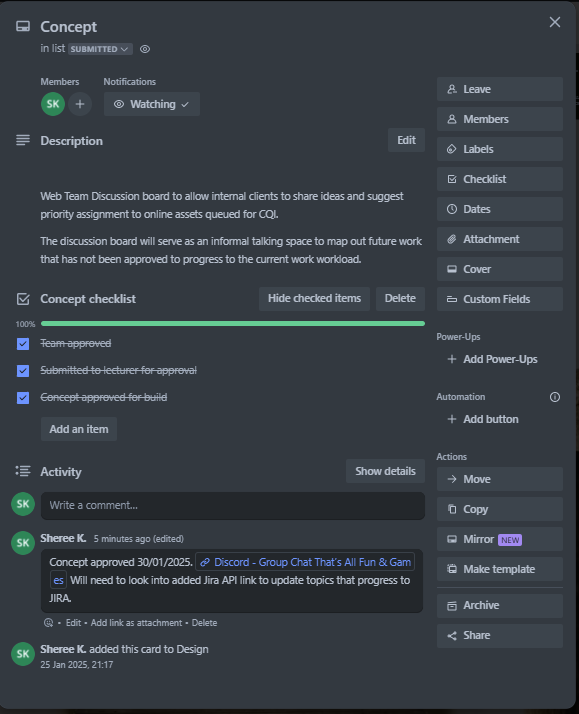 Concept
in list SUBMITTED
Members
Notifications
SK
Watching
Description
Edit
Web Team Discussion board to allow internal clients to share ideas and suggest
priority assignment to online assets queued for CQI.
The discussion board will serve as an informal talking space to map out future work
that has not been approved to progress to the current work workload.
Concept checklist
Hide checked items
Delete
100%
Team approved
Submitted to lecturer for approval
Concept approved for build
Add an item
Activity
Show details
SK
Write a comment...
SK
Sheree K. 5 minutes ago (edited)
Concept approved 30/01/2025. Discord - Group Chat That's All Fun & Gam
es Will need to look into added Jira API link to update topics that progress to
JIRA.
• Edit • Add link as attachment • Delete
SK
Sheree K. added this card to Design
25 Jan 2025, 21:17
Leave
Members
Labels
Checklist
Dates
Attachment
Cover
Custom Fields
Power-Ups
+ Add Power-Ups
Automation
+ Add button
Actions
Move
Copy
Mirror NEW
Make template
Archive
Share